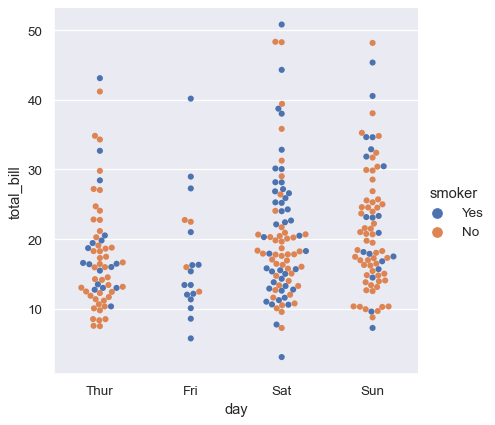 50
40
30
20
10
total_bill
Thur Fri Sat Sun
day
smoker
Yes
No